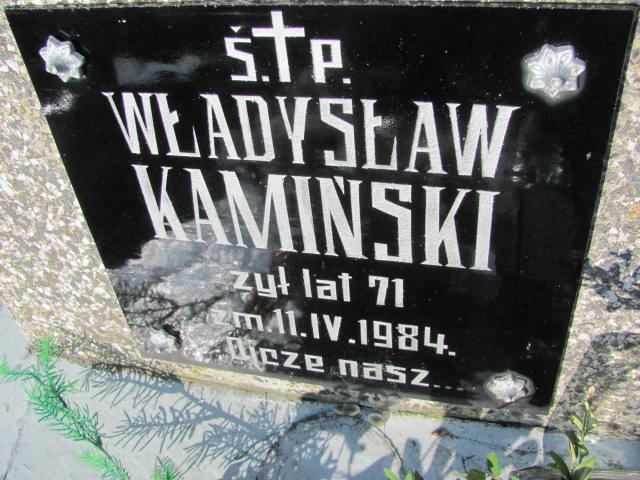 Ś.†P.
WŁADYSŁAW
KAMIŃSKI
żył lat 71
zm.11.IV.1984.
Ojcze nasz...